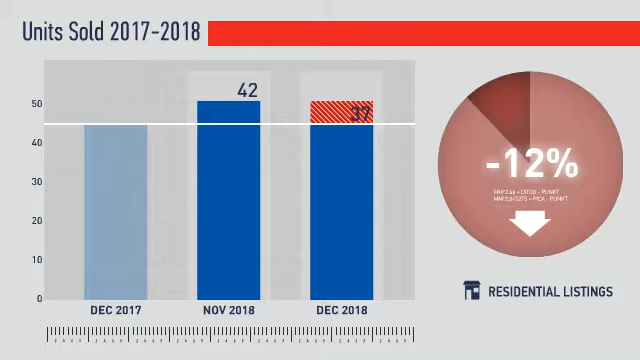 Units Sold 2017-2018
42
37
50
40
30
20
10
0
DEC 2017
NOV 2018
DEC 2018
-12%
RESIDENTIAL LISTINGS